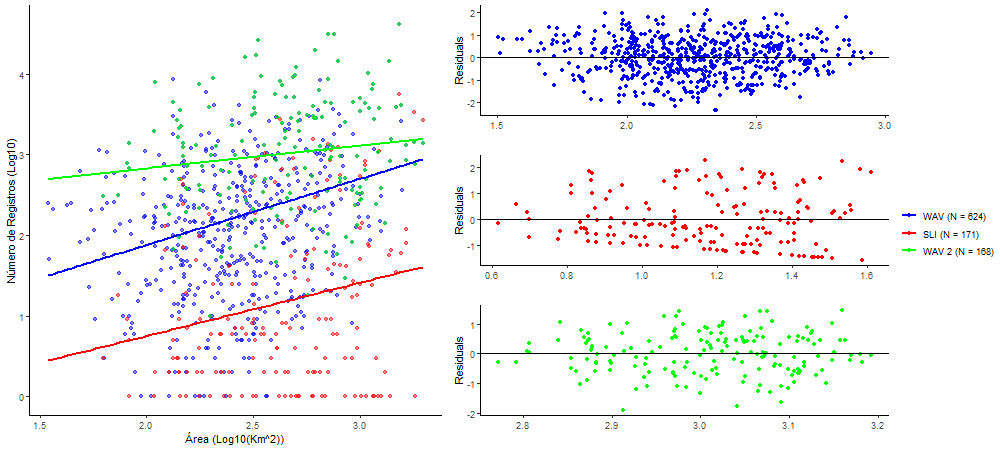 Número de Registros (Log10)
4
3
2
1
0
1.5 2.0 2.5 3.0
Área (Log10(Km^2))
Residuals
2
1
0
-1
-2
1.5 2.0 2.5 3.0
Residuals
2
1
0
-1
0.6 0.8 1.0 1.2 1.4 1.6
Residuals
1
0
-1
-2
2.8 2.9 3.0 3.1 3.2
WAV (N = 624)
SLI (N = 171)
WAV 2 (N = 168)